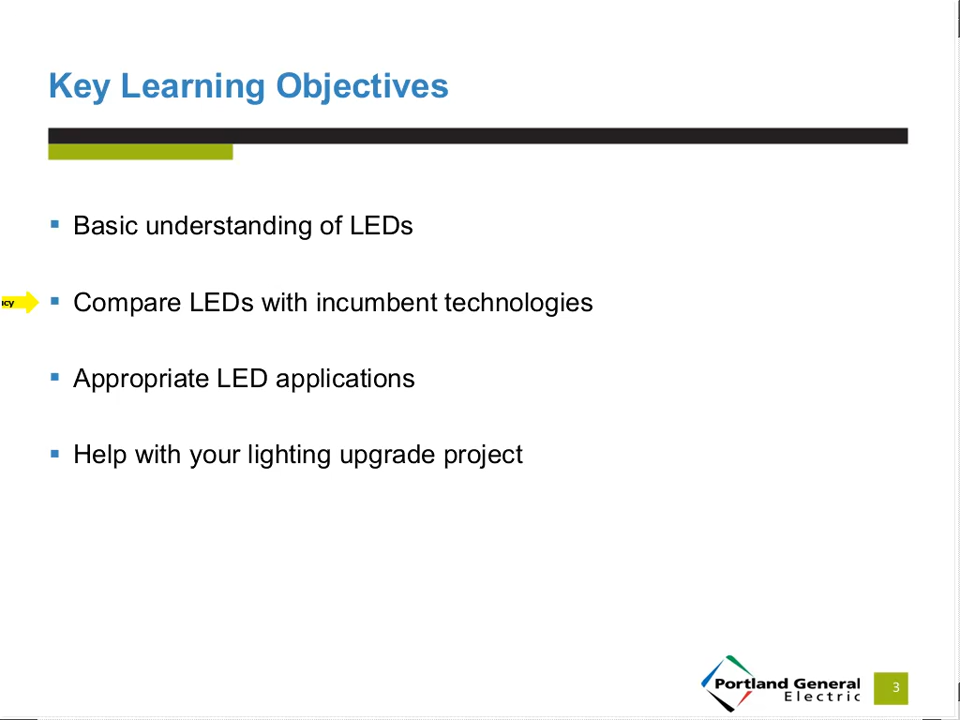 Key Learning Objectives
Basic understanding of LEDs
Compare LEDs with incumbent technologies
Appropriate LED applications
Help with your lighting upgrade project
Portland General
Electric
3